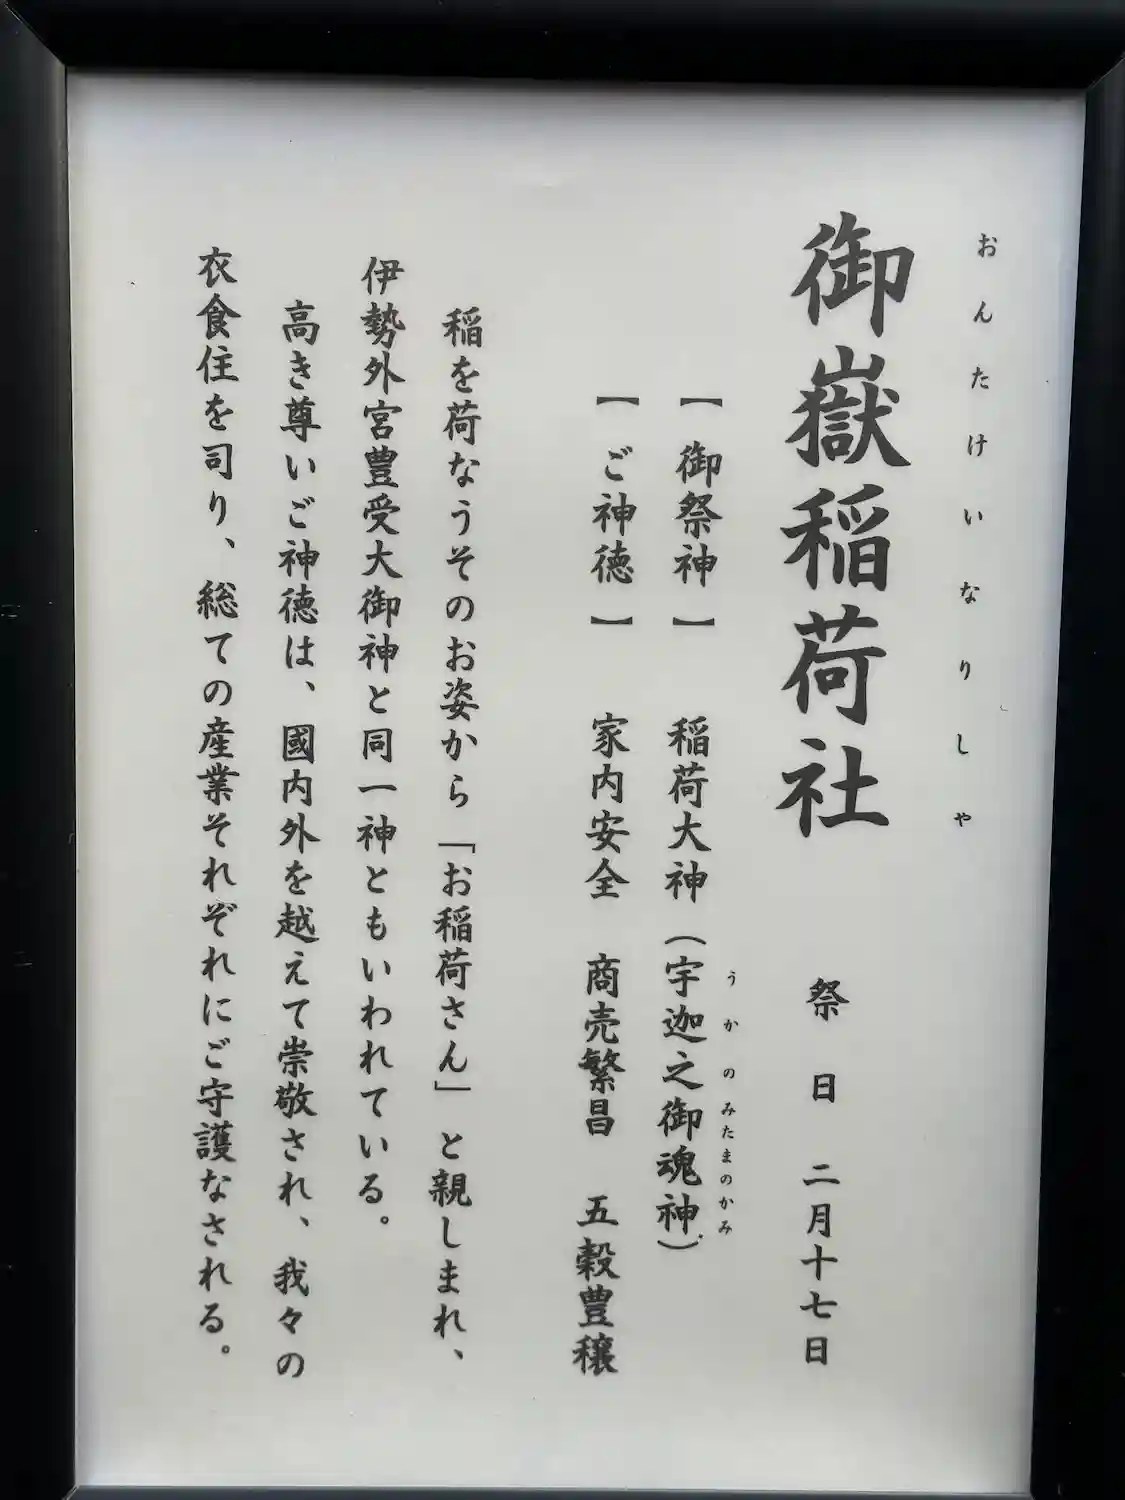 おんたけいなりしや
御嶽稲荷社　祭日　二月十七日
【御祭神】　稲荷大神（宇迦之御魂神）
うかのみたまのかみ
【ご神徳】　家内安全　商売繁昌　五穀豊穣
稲を荷なうそのお姿から「お稲荷さん」と親しまれ、
伊勢外宮豊受大御神と同一神ともいわれている。
高き尊いご神徳は、國内外を越えて崇敬され、我々の
衣食住を司り、総ての産業それぞれにご守護なされる。